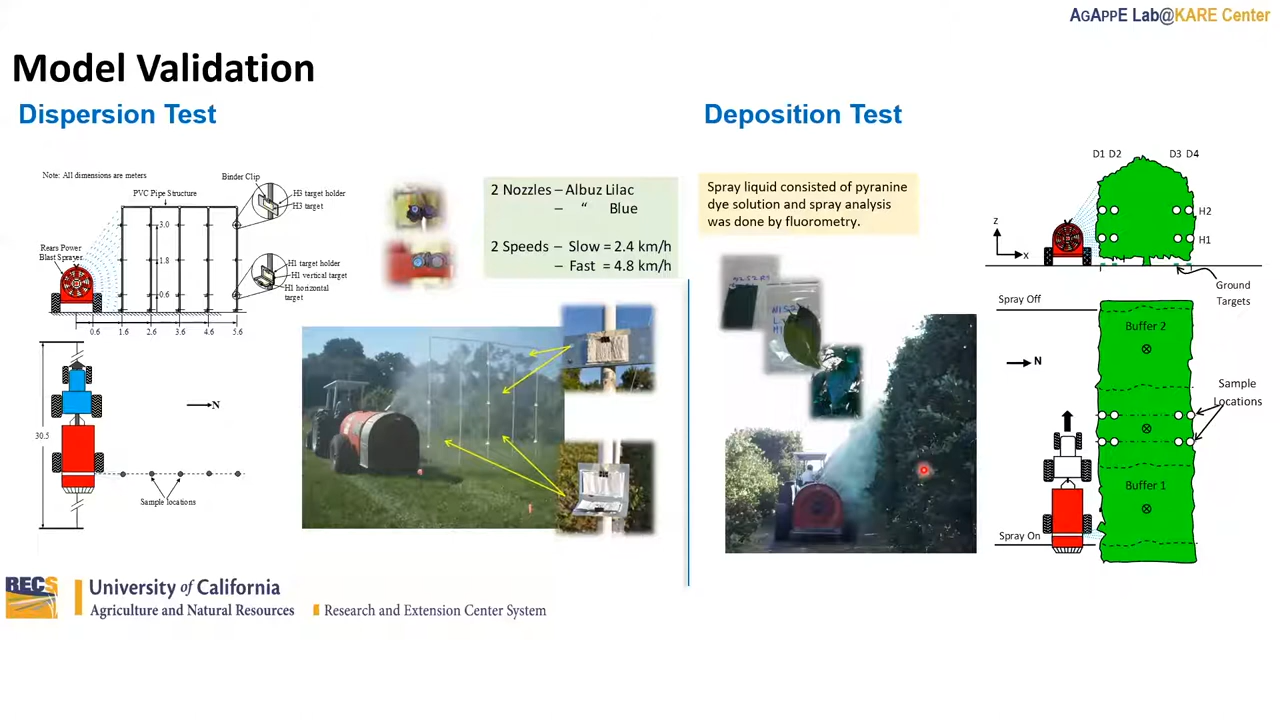 AGAPPE Lab@KARE Center
Model Validation
Dispersion Test
Note: All dimensions are meters
PVC Pipe Structure
Binder Clip
H3 target holder
H3 target
Rears Power
Blast Sprayer
3.0
1.8
0.6
H1 target holder
H1 vertical target
H1 horizontal
target
0.6 1.6 2.6 3.6 4.6 5.6
30.5
N
Sample locations
2 Nozzles – Albuz Lilac
– “ Blue
2 Speeds – Slow = 2.4 km/h
– Fast = 4.8 km/h
Deposition Test
Spray liquid consisted of pyranine
dye solution and spray analysis
was done by fluorometry.
D1 D2 D3 D4
H2
H1
Z
X
Ground
Targets
Spray Off
Buffer 2
N
Sample
Locations
Buffer 1
Spray On
RECS
University of California
Agriculture and Natural Resources
Research and Extension Center System